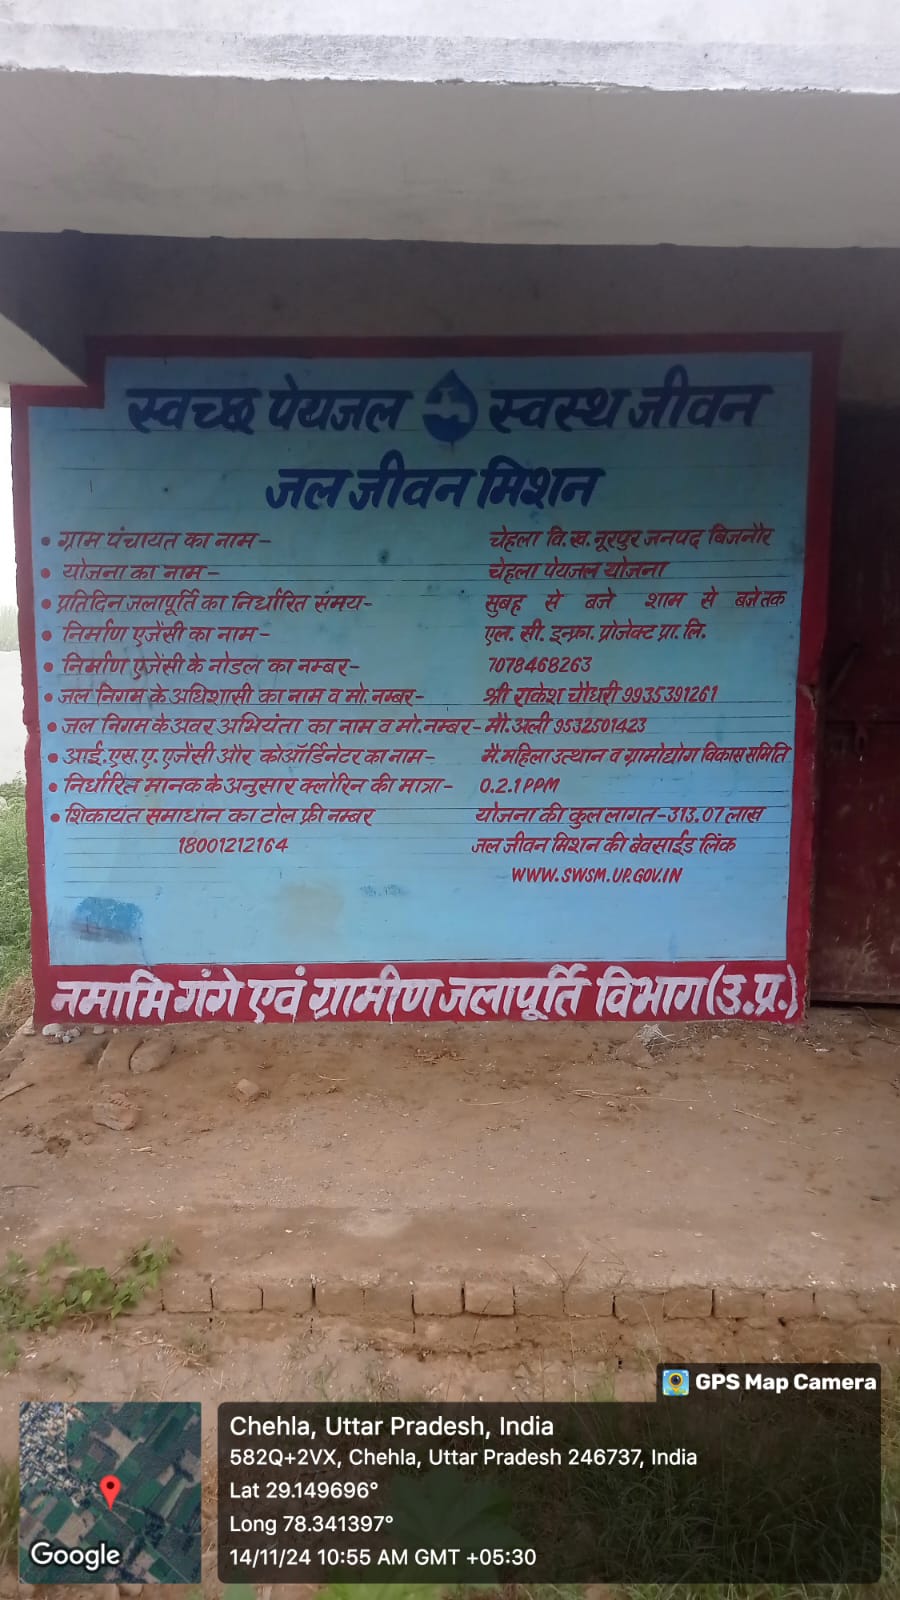 स्वच्छ पेयजल स्वस्थ जीवन
जल जीवन मिशन
• ग्राम पंचायत का नाम - चेहला वि.ख. नूरपुर जनपद बिजनौर
• योजना का नाम - चेहला पेयजल योजना
• प्रतिदिन जलापूर्ति का निर्धारित समय - सुबह से बजे शाम से बजे तक
• निर्माण एजेंसी का नाम - एल. सी. इन्फ्रा. प्रोजेक्ट प्रा. लि.
• निर्माण एजेंसी के नोडल का नम्बर - 7078468263
• जल निगम के अधिशासी का नाम व मो. नम्बर - श्री राकेश चौधरी 9935391261
• जल निगम के अवर अभियंता का नाम व मो. नम्बर - मौ. अली 9532501423
• आई.एस.ए. एजेंसी और कोऑर्डिनेटर का नाम - मै. महिला उत्थान व ग्रामोद्योग विकास समिति
• निर्धारित मानक के अनुसार क्लोरिन की मात्रा - 0.2.1 PPM
• शिकायत समाधान का टोल फ्री नम्बर योजना की कुल लागत - 313.07 लास
18001212164 जल जीवन मिशन की बेवसाईड लिंक
WWW.SWSM.UP.GOV.IN
नमामि गंगे एवं ग्रामीण जलापूर्ति विभाग (उ.प्र.)
GPS Map Camera
Chehla, Uttar Pradesh, India
582Q+2VX, Chehla, Uttar Pradesh 246737, India
Lat 29.149696°
Long 78.341397°
14/11/24 10:55 AM GMT +05:30
Google